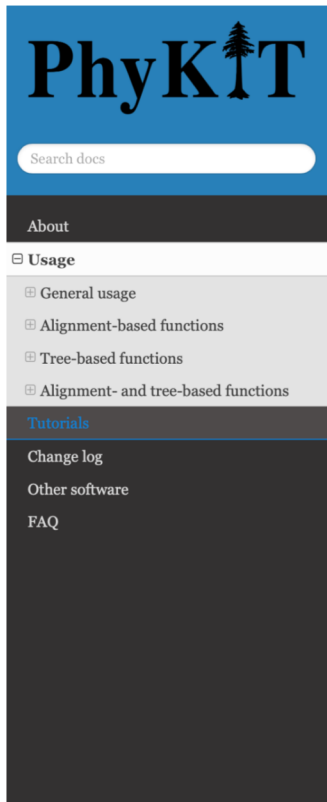 PhyKIT
Search docs
About
Usage
General usage
Alignment-based functions
Tree-based functions
Alignment- and tree-based functions
Tutorials
Change log
Other software
FAQ